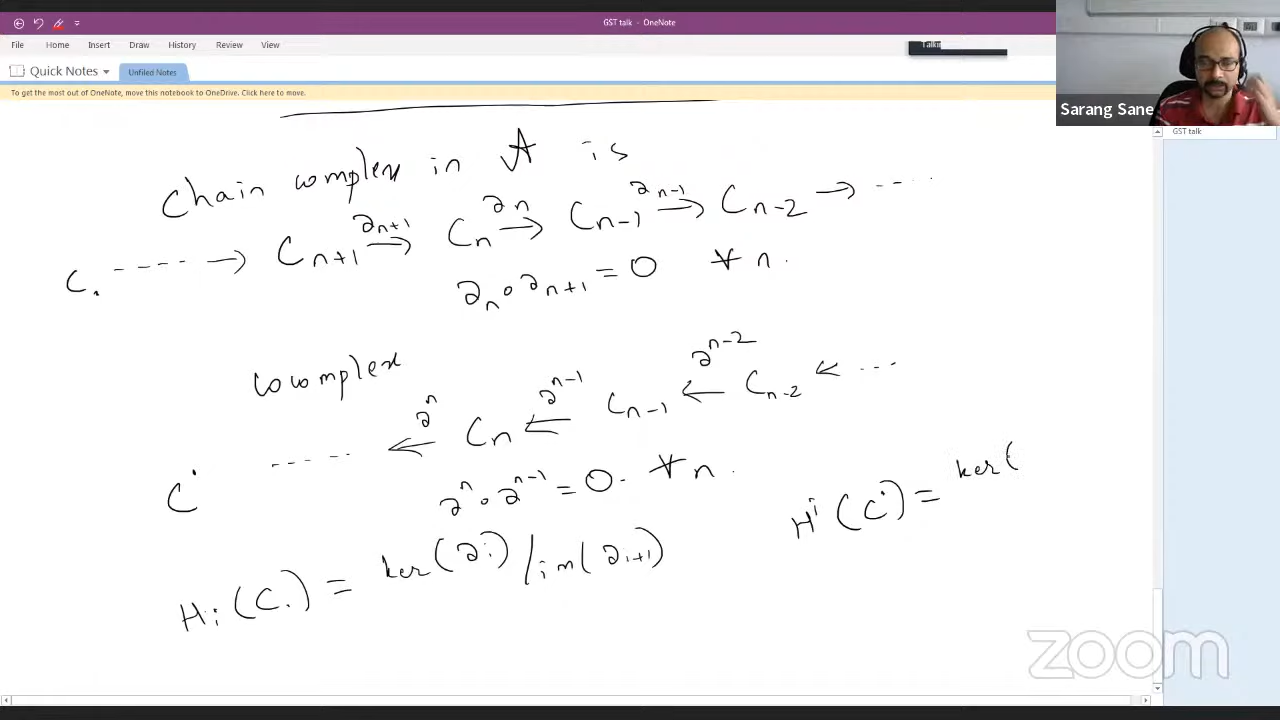 GST talk - OneNote
File Home Insert Draw History Review View
Quick Notes Unfiled Notes
To get the most out of OneNote, move this notebook to OneDrive. Click here to move.
Sarang Sane
GST talk
Chain complex in A is
C. ---- → Cₙ₊₁ →∂ₙ₊₁ Cₙ →∂ₙ Cₙ₋₁ →∂ₙ₋₁ Cₙ₋₂ → ----
∂ₙ ∘ ∂ₙ₊₁ = 0 ∀ n.
Cocomplex
C˙ ----- ←∂ⁿ Cₙ ←∂ⁿ⁻¹ Cₙ₋₁ ←∂ⁿ⁻² Cₙ₋₂ ← ---
∂ⁿ ∘ ∂ⁿ⁻¹ = 0. ∀ n.
Hᵢ(C.) = ker(∂ᵢ)/im(∂ᵢ₊₁)
Hⁱ(C˙) = ker(
zoom